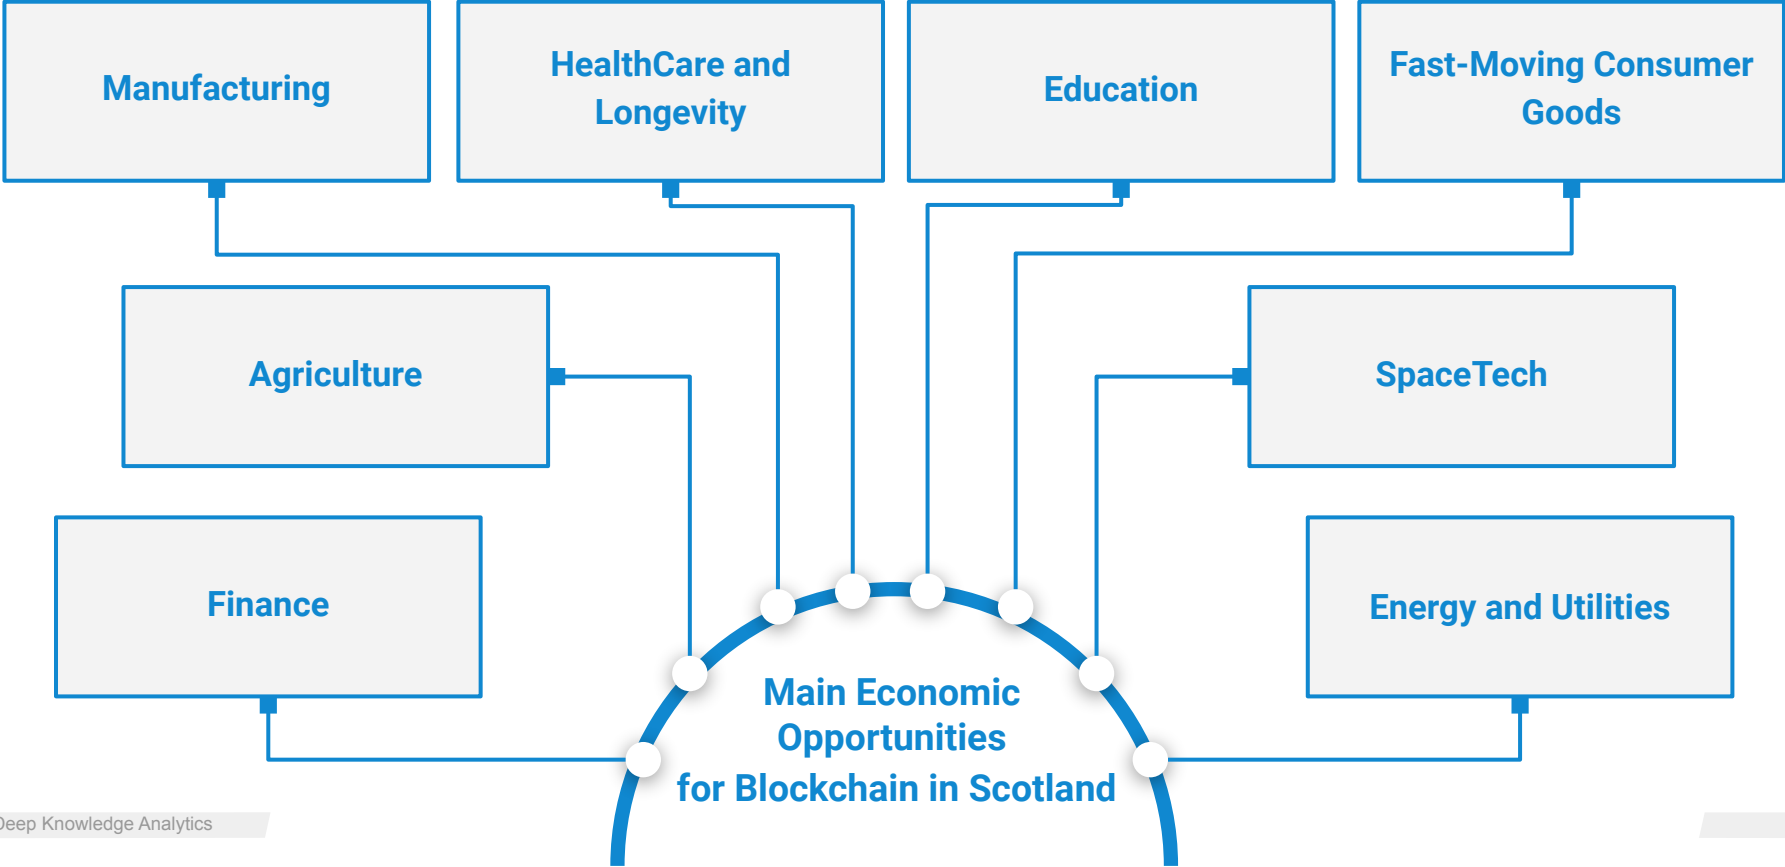 Manufacturing
HealthCare and
Longevity
Education
Fast-Moving Consumer
Goods
Agriculture
SpaceTech
Finance
Energy and Utilities
Main Economic
Opportunities
for Blockchain in Scotland
Deep Knowledge Analytics